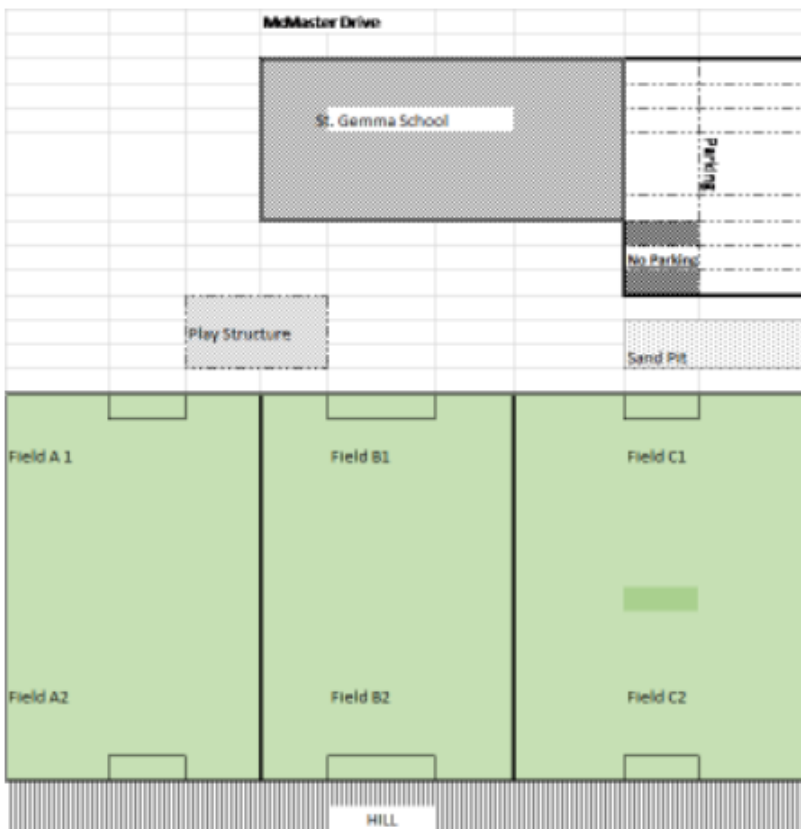 McMaster Drive
St. Gemma School
Parking
No Parking
Play Structure
Sand Pit
Field A 1
Field B1
Field C1
Field A2
Field B2
Field C2
HILL